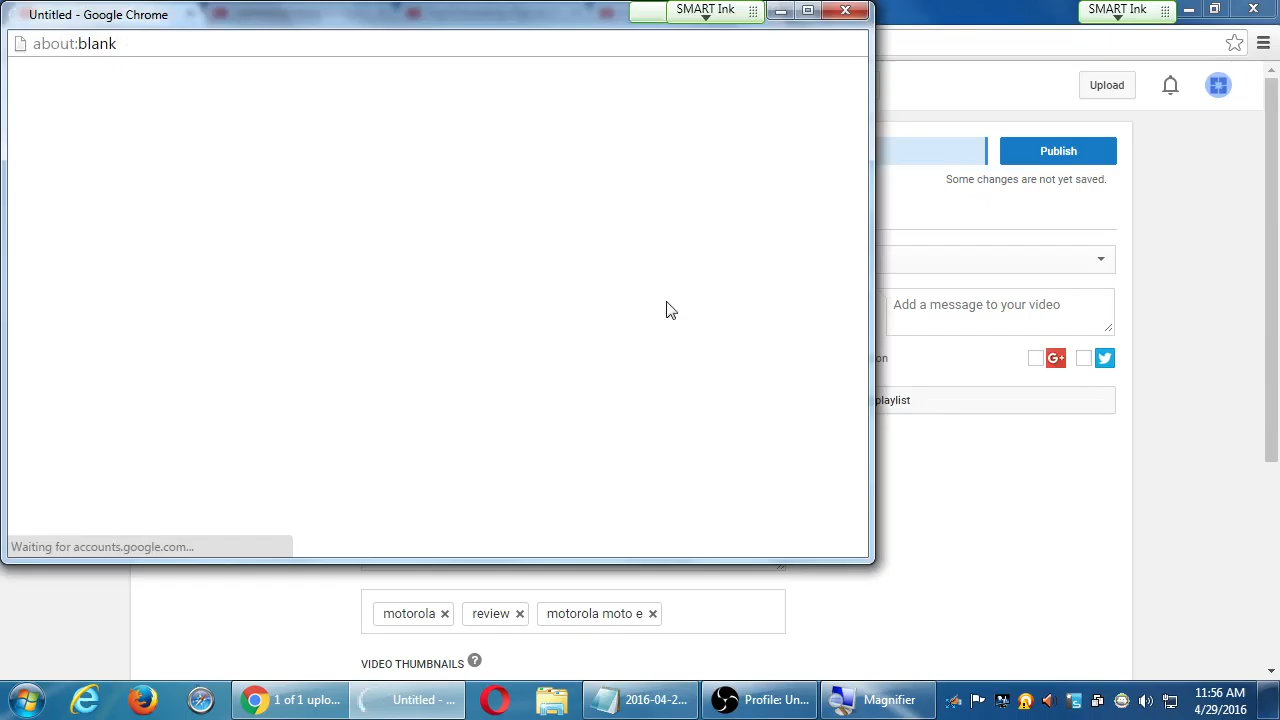 Untitled - Google Chrome
SMART Ink
SMART Ink
about:blank
Upload
Publish
Some changes are not yet saved.
Add a message to your video
on
G+
playlist
Waiting for accounts.google.com...
motorola × review × motorola moto e ×
VIDEO THUMBNAILS ?
1 of 1 uplo...
Untitled - ...
2016-04-2...
Profile: Un...
Magnifier
11:56 AM
4/29/2016